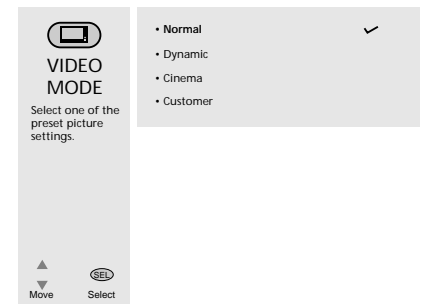 VIDEO
MODE
Select one of the
preset picture
settings.
• Normal
• Dynamic
• Cinema
• Customer
SEL
Move Select